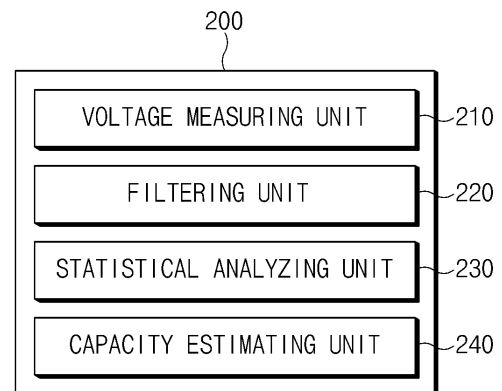 200
VOLTAGE MEASURING UNIT 210
FILTERING UNIT 220
STATISTICAL ANALYZING UNIT 230
CAPACITY ESTIMATING UNIT 240